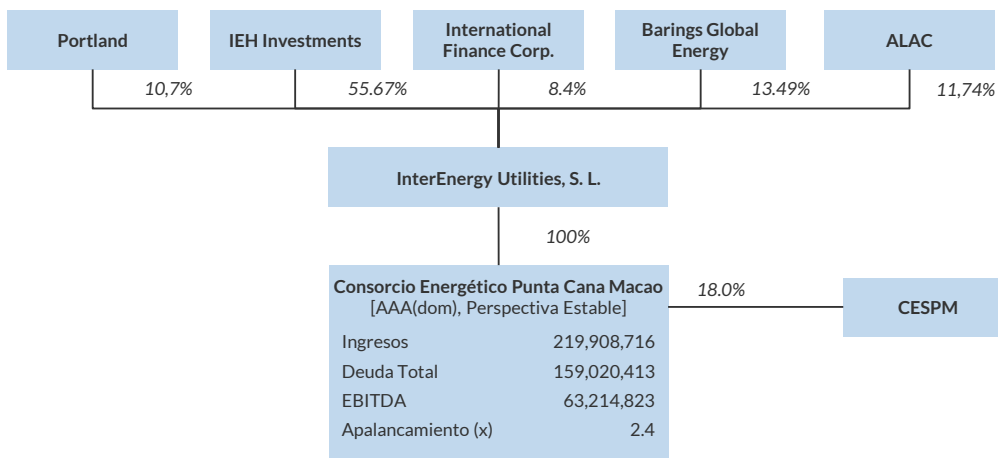 Portland
IEH Investments
International
Finance Corp.
Barings Global
Energy
ALAC
10,7%
55.67%
8.4%
13.49%
11,74%
InterEnergy Utilities, S. L.
100%
Consorcio Energético Punta Cana Macao
[AAA(dom), Perspectiva Estable]
Ingresos 219,908,716
Deuda Total 159,020,413
EBITDA 63,214,823
Apalancamiento (x) 2.4
18.0%
CESPM